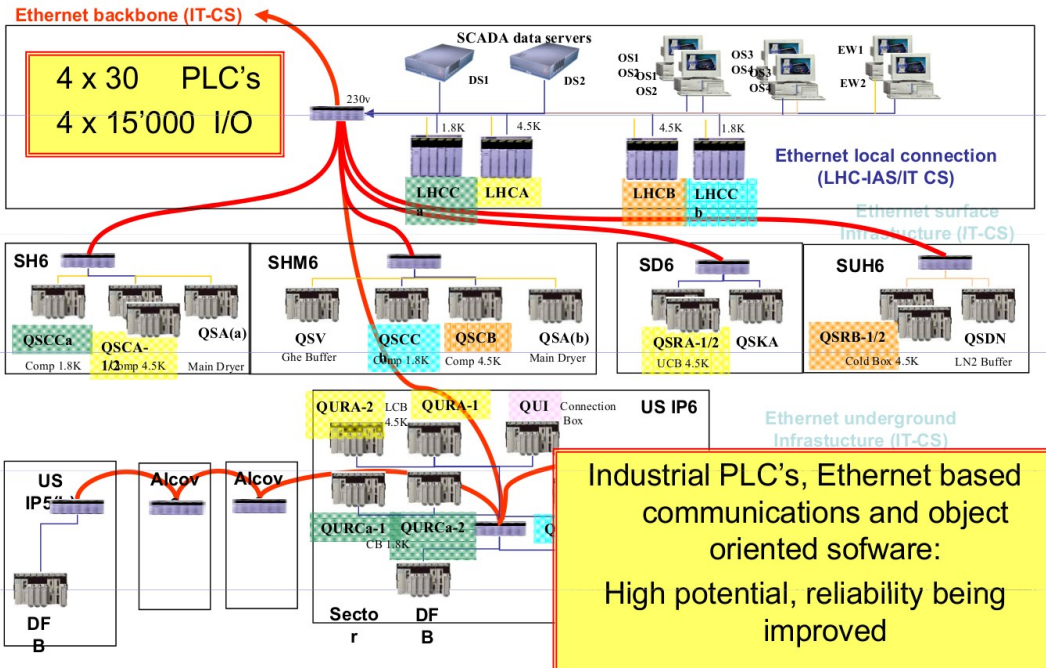 Ethernet backbone (IT-CS)
4 x 30 PLC's
4 x 15'000 I/O
SCADA data servers
DS1
DS2
OS1
OS2
OS1
OS2
OS3
OS4
OS3
OS4
EW1
EW2
230v
1.8K
4.5K
4.5K
1.8K
LHCC
a
LHCA
LHCB
LHCC
b
Ethernet local connection
(LHC-IAS/IT CS)
Ethernet surface
Infrastucture (IT-CS)
SH6
QSCCa
Comp 1.8K
QSCA-
1/2
Comp 4.5K
QSA(a)
Main Dryer
SHM6
QSV
Ghe Buffer
QSCC
Comp 1.8K
QSCB
Comp 4.5K
QSA(b)
Main Dryer
SD6
QSRA-1/2
UCB 4.5K
QSKA
SUH6
QSRB-1/2
Cold Box 4.5K
QSDN
LN2 Buffer
QURA-2
LCB
4.5K
QURA-1
QUI
Connection
Box
US IP6
Ethernet underground
Infrastucture (IT-CS)
US
Alcov
Alcov
QURCa-1
CB 1.8K
QURCa-2
DF
B
Secto
r
DF
B
Industrial PLC's, Ethernet based
communications and object
oriented sofware:
High potential, reliability being
improved